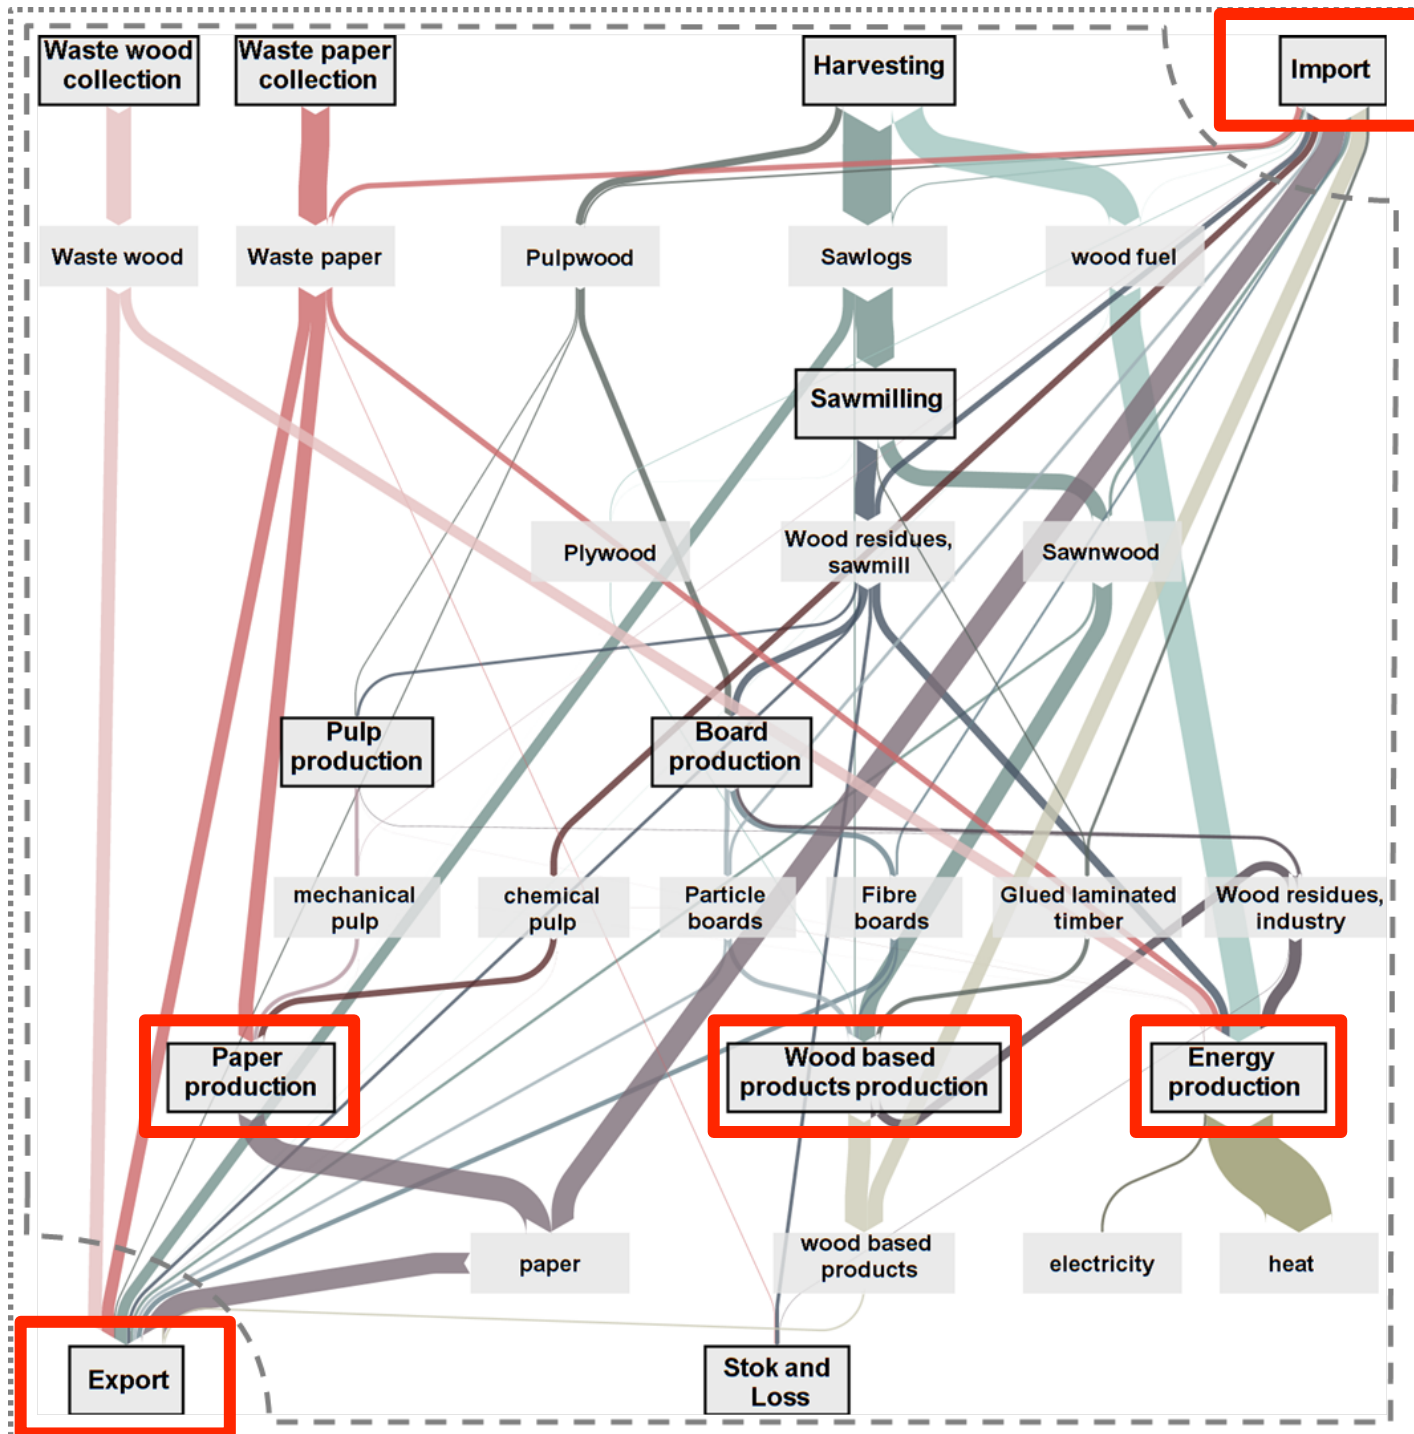 Waste wood
collection
Waste paper
collection
Harvesting
Import
Waste wood
Waste paper
Pulpwood
Sawlogs
wood fuel
Sawmilling
Plywood
Wood residues,
sawmill
Sawnwood
Pulp
production
Board
production
mechanical
pulp
chemical
pulp
Particle
boards
Fibre
boards
Glued laminated
timber
Wood residues,
industry
Paper
production
Wood based
products production
Energy
production
paper
wood based
products
electricity
heat
Export
Stok and
Loss